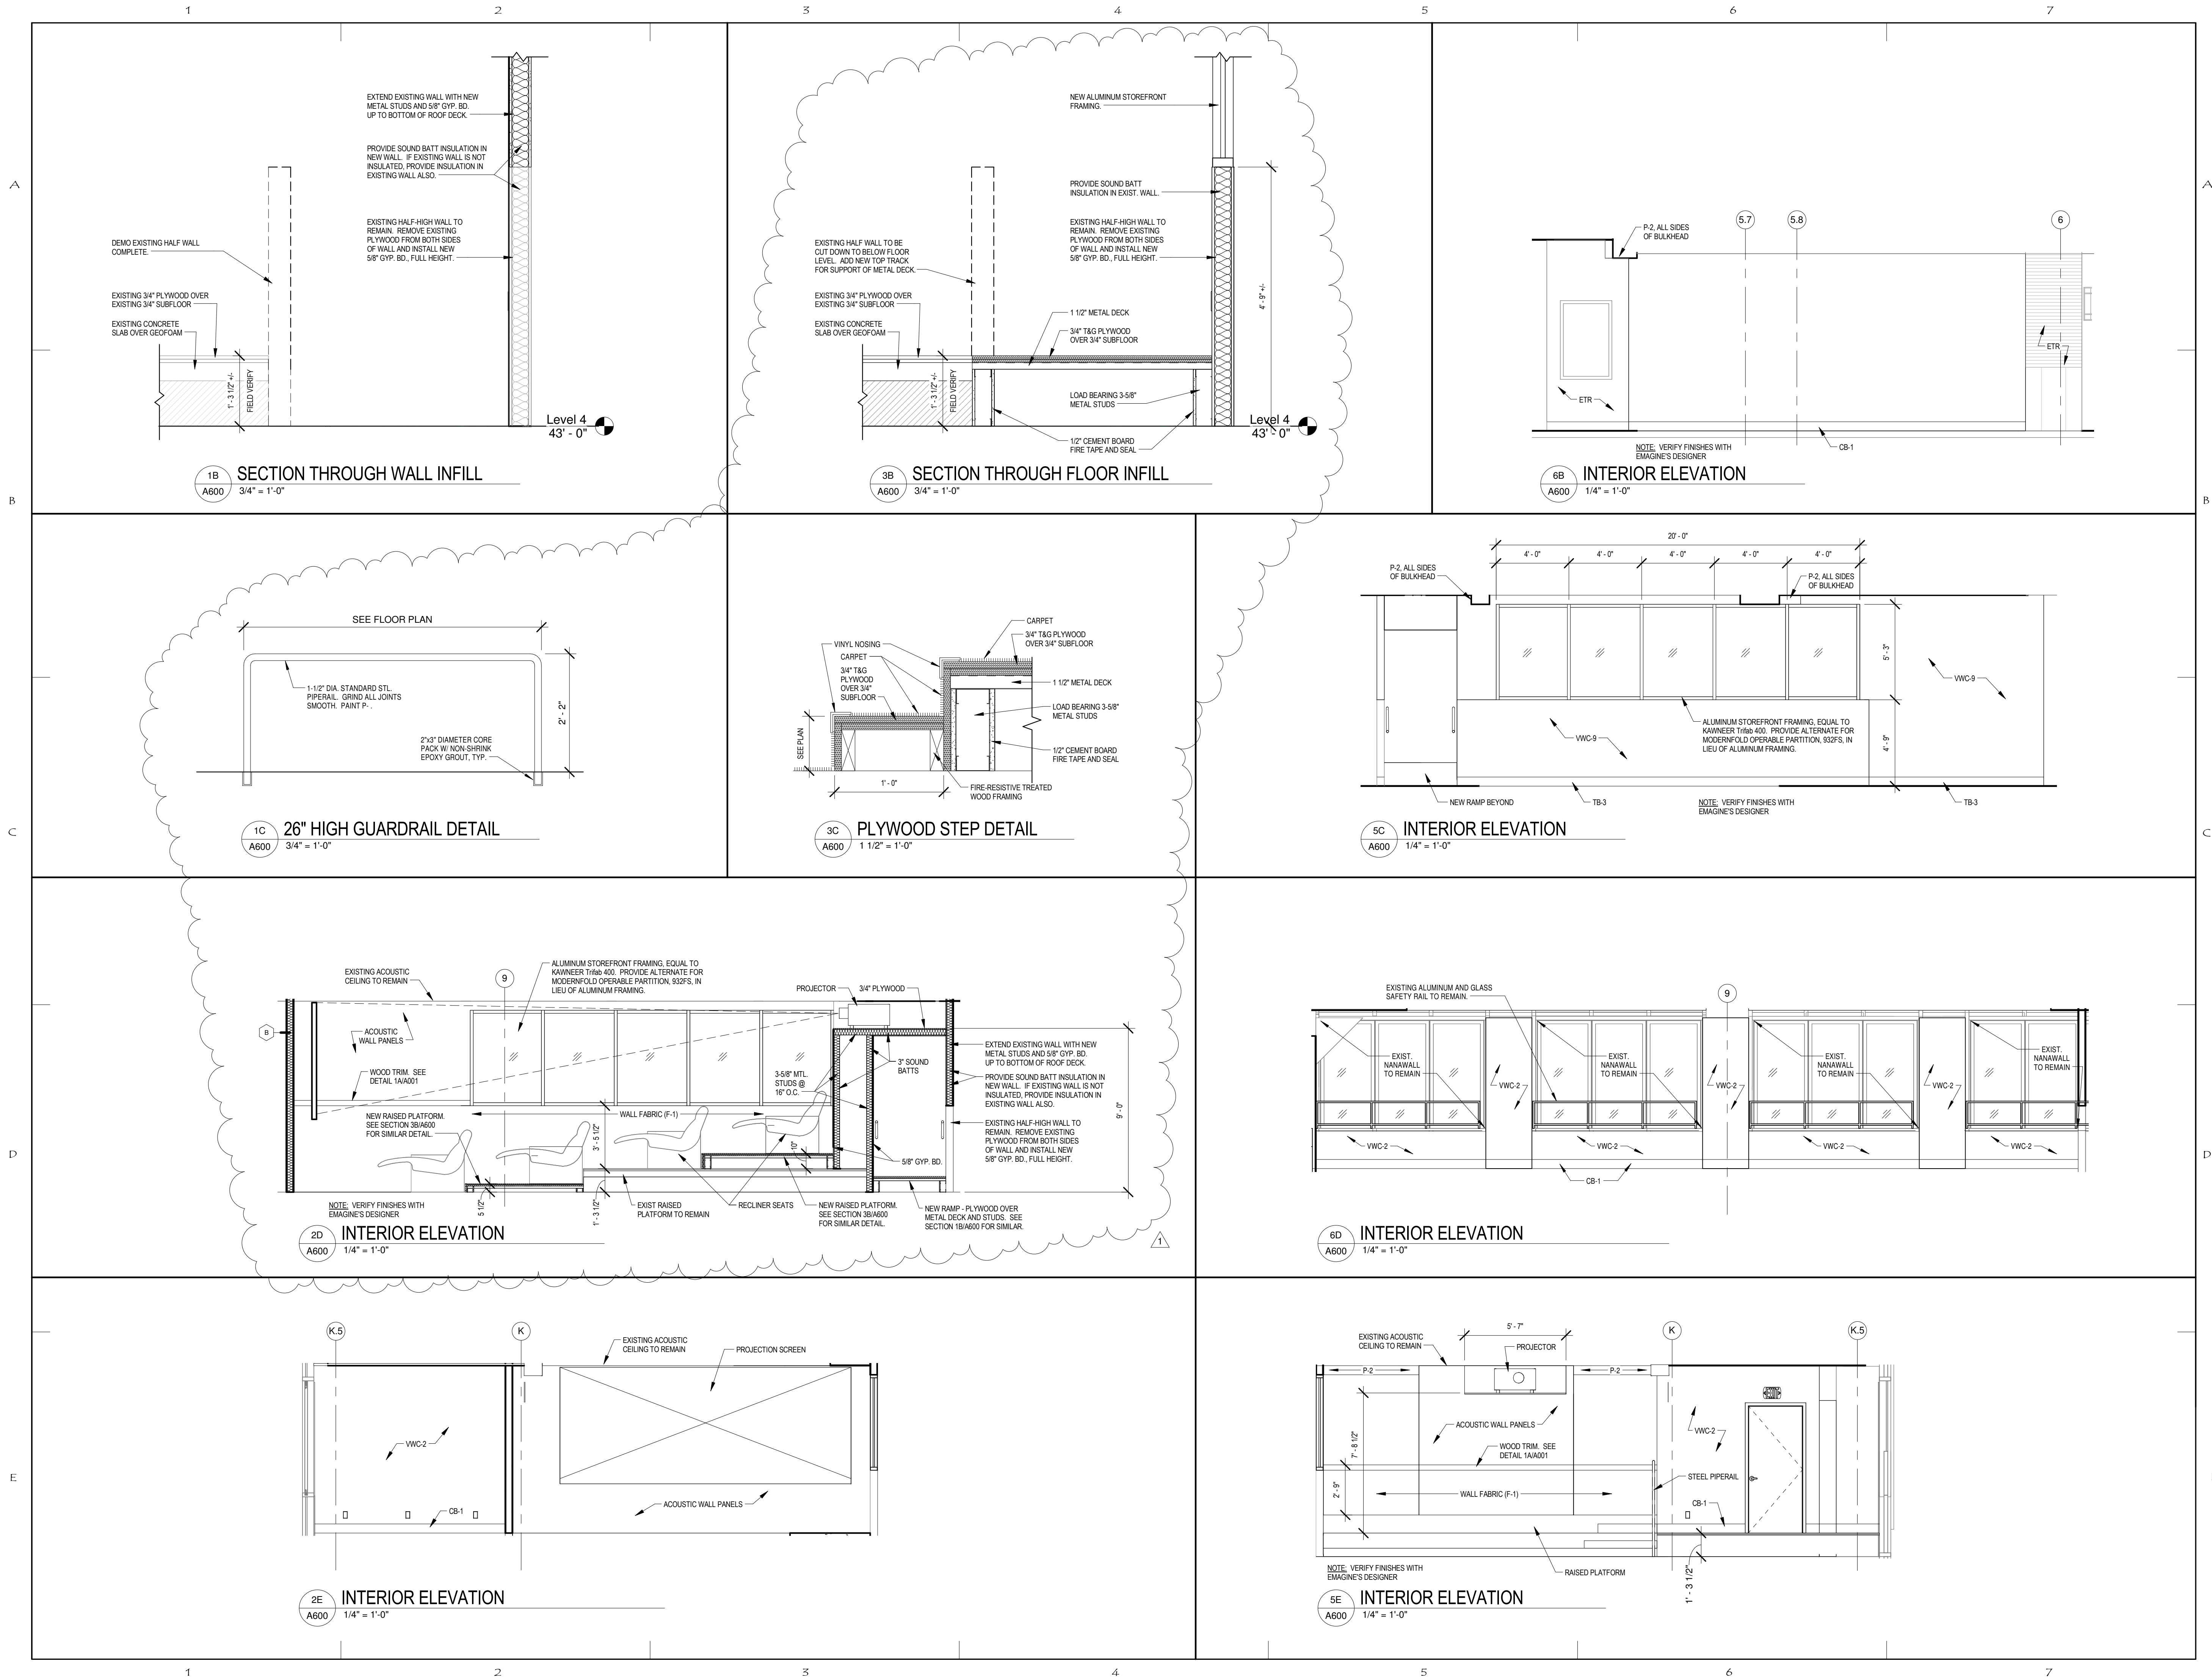 1 2 3 4 5 6 7
A
EXTEND EXISTING WALL WITH NEW
METAL STUDS AND 5/8" GYP. BD.
UP TO BOTTOM OF ROOF DECK.
PROVIDE SOUND BATT INSULATION IN
NEW WALL. IF EXISTING WALL IS NOT
INSULATED, PROVIDE INSULATION IN
EXISTING WALL ALSO.
EXISTING HALF-HIGH WALL TO
REMAIN. REMOVE EXISTING
PLYWOOD FROM BOTH SIDES
OF WALL AND INSTALL NEW
5/8" GYP. BD., FULL HEIGHT.
DEMO EXISTING HALF WALL
COMPLETE.
EXISTING 3/4" PLYWOOD OVER
EXISTING 3/4" SUBFLOOR
EXISTING CONCRETE
SLAB OVER GEOFOAM
1' - 3 1/2" +/-
FIELD VERIFY
Level 4
43' - 0"
1B
A600
SECTION THROUGH WALL INFILL
3/4" = 1'-0"
NEW ALUMINUM STOREFRONT
FRAMING.
PROVIDE SOUND BATT
INSULATION IN EXIST. WALL.
EXISTING HALF-HIGH WALL TO
REMAIN. REMOVE EXISTING
PLYWOOD FROM BOTH SIDES
OF WALL AND INSTALL NEW
5/8" GYP. BD., FULL HEIGHT.
EXISTING HALF WALL TO BE
CUT DOWN TO BELOW FLOOR
LEVEL. ADD NEW TOP TRACK
FOR SUPPORT OF METAL DECK.
EXISTING 3/4" PLYWOOD OVER
EXISTING 3/4" SUBFLOOR
EXISTING CONCRETE
SLAB OVER GEOFOAM
1 1/2" METAL DECK
3/4" T&G PLYWOOD
OVER 3/4" SUBFLOOR
4' - 9" +/-
1' - 3 1/2" +/-
FIELD VERIFY
LOAD BEARING 3-5/8"
METAL STUDS
1/2" CEMENT BOARD
FIRE TAPE AND SEAL
Level 4
43' - 0"
3B
A600
SECTION THROUGH FLOOR INFILL
3/4" = 1'-0"
P-2, ALL SIDES
OF BULKHEAD
5.7
5.8
6
ETR
ETR
NOTE: VERIFY FINISHES WITH
EMAGINE'S DESIGNER
CB-1
6B
A600
INTERIOR ELEVATION
1/4" = 1'-0"
A
B
B
SEE FLOOR PLAN
1-1/2" DIA. STANDARD STL.
PIPERAIL. GRIND ALL JOINTS
SMOOTH. PAINT P- .
2' - 2"
2"x3" DIAMETER CORE
PACK W/ NON-SHRINK
EPOXY GROUT, TYP.
1C
A600
26" HIGH GUARDRAIL DETAIL
3/4" = 1'-0"
VINYL NOSING
CARPET
3/4" T&G
PLYWOOD
OVER 3/4"
SUBFLOOR
CARPET
3/4" T&G PLYWOOD
OVER 3/4" SUBFLOOR
1 1/2" METAL DECK
LOAD BEARING 3-5/8"
METAL STUDS
1/2" CEMENT BOARD
FIRE TAPE AND SEAL
SEE PLAN
1' - 0"
FIRE-RESISTIVE TREATED
WOOD FRAMING
3C
A600
PLYWOOD STEP DETAIL
1 1/2" = 1'-0"
20' - 0"
4' - 0" 4' - 0" 4' - 0" 4' - 0" 4' - 0"
P-2, ALL SIDES
OF BULKHEAD
P-2, ALL SIDES
OF BULKHEAD
5' - 3"
VWC-9
VWC-9
ALUMINUM STOREFRONT FRAMING, EQUAL TO
KAWNEER Trifab 400. PROVIDE ALTERNATE FOR
MODERNFOLD OPERABLE PARTITION, 932FS, IN
LIEU OF ALUMINUM FRAMING.
4' - 9"
NEW RAMP BEYOND
TB-3
NOTE: VERIFY FINISHES WITH
EMAGINE'S DESIGNER
TB-3
5C
A600
INTERIOR ELEVATION
1/4" = 1'-0"
C
C
EXISTING ACOUSTIC
CEILING TO REMAIN
9
ALUMINUM STOREFRONT FRAMING, EQUAL TO
KAWNEER Trifab 400. PROVIDE ALTERNATE FOR
MODERNFOLD OPERABLE PARTITION, 932FS, IN
LIEU OF ALUMINUM FRAMING.
PROJECTOR
3/4" PLYWOOD
B
ACOUSTIC
WALL PANELS
WOOD TRIM. SEE
DETAIL 1A/A001
3-5/8" MTL.
STUDS @
16" O.C.
3" SOUND
BATTS
EXTEND EXISTING WALL WITH NEW
METAL STUDS AND 5/8" GYP. BD.
UP TO BOTTOM OF ROOF DECK.
PROVIDE SOUND BATT INSULATION IN
NEW WALL. IF EXISTING WALL IS NOT
INSULATED, PROVIDE INSULATION IN
EXISTING WALL ALSO.
EXISTING HALF-HIGH WALL TO
REMAIN. REMOVE EXISTING
PLYWOOD FROM BOTH SIDES
OF WALL AND INSTALL NEW
5/8" GYP. BD., FULL HEIGHT.
9' - 0"
NEW RAISED PLATFORM.
SEE SECTION 3B/A600
FOR SIMILAR DETAIL.
WALL FABRIC (F-1)
3' - 5 1/2"
10"
5/8" GYP. BD.
NOTE: VERIFY FINISHES WITH
EMAGINE'S DESIGNER
5 1/2"
1' - 3 1/2"
EXIST RAISED
PLATFORM TO REMAIN
RECLINER SEATS
NEW RAISED PLATFORM.
SEE SECTION 3B/A600
FOR SIMILAR DETAIL.
NEW RAMP - PLYWOOD OVER
METAL DECK AND STUDS. SEE
SECTION 1B/A600 FOR SIMILAR.
1
2D
A600
INTERIOR ELEVATION
1/4" = 1'-0"
EXISTING ALUMINUM AND GLASS
SAFETY RAIL TO REMAIN.
9
EXIST.
NANAWALL
TO REMAIN
EXIST.
NANAWALL
TO REMAIN
EXIST.
NANAWALL
TO REMAIN
EXIST.
NANAWALL
TO REMAIN
VWC-2 VWC-2 VWC-2
VWC-2 VWC-2 VWC-2 VWC-2
CB-1
6D
A600
INTERIOR ELEVATION
1/4" = 1'-0"
D
D
K.5
K
EXISTING ACOUSTIC
CEILING TO REMAIN
PROJECTION SCREEN
VWC-2
CB-1
ACOUSTIC WALL PANELS
2E
A600
INTERIOR ELEVATION
1/4" = 1'-0"
EXISTING ACOUSTIC
CEILING TO REMAIN
5' - 7"
PROJECTOR
K
K.5
P-2
P-2
ACOUSTIC WALL PANELS
WOOD TRIM. SEE
DETAIL 1A/A001
7' - 8 1/2"
2' - 9"
WALL FABRIC (F-1)
VWC-2
STEEL PIPERAIL
CB-1
NOTE: VERIFY FINISHES WITH
EMAGINE'S DESIGNER
RAISED PLATFORM
1' - 3 1/2"
5E
A600
INTERIOR ELEVATION
1/4" = 1'-0"
E
1 2 3 4 5 6 7